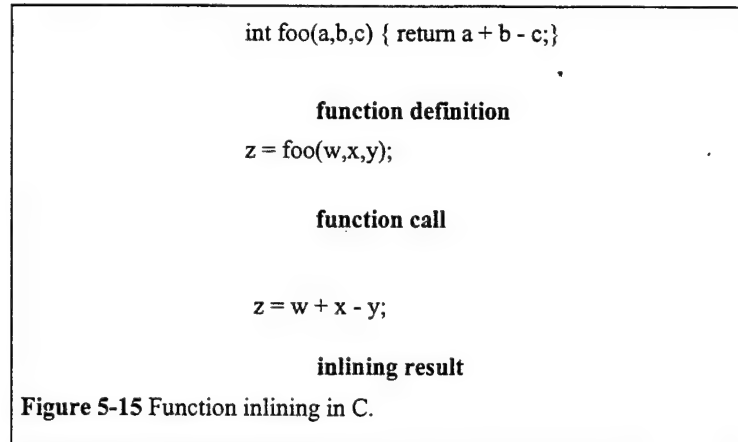 int foo(a,b,c) { return a + b - c;}
function definition
z = foo(w,x,y);
function call
z = w + x - y;
inlining result
Figure 5-15 Function inlining in C.